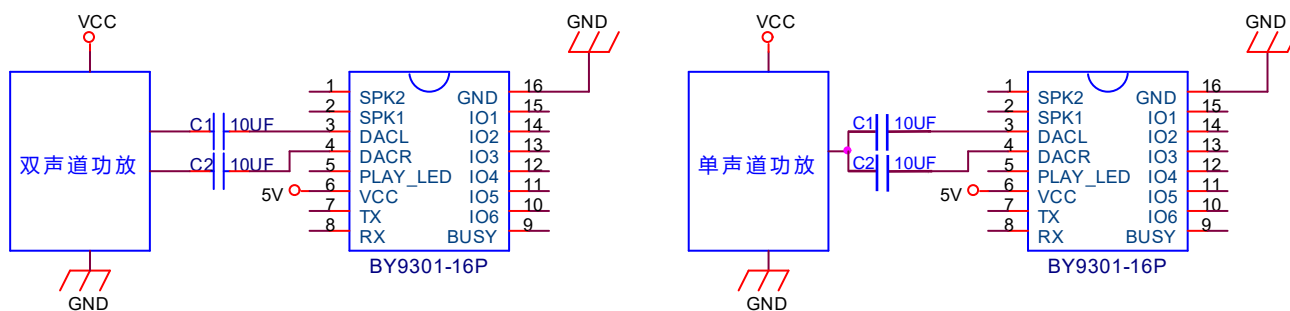 VCC
GND
双声道功放
C1 10UF
C2 10UF
5V
1 SPK2 GND 16
2 SPK1 IO1 15
3 DACL IO2 14
4 DACR IO3 13
5 PLAY_LED IO4 12
6 VCC IO5 11
7 TX IO6 10
8 RX BUSY 9
BY9301-16P
GND
VCC
GND
单声道功放
C1 10UF
C2 10UF
5V
1 SPK2 GND 16
2 SPK1 IO1 15
3 DACL IO2 14
4 DACR IO3 13
5 PLAY_LED IO4 12
6 VCC IO5 11
7 TX IO6 10
8 RX BUSY 9
BY9301-16P
GND